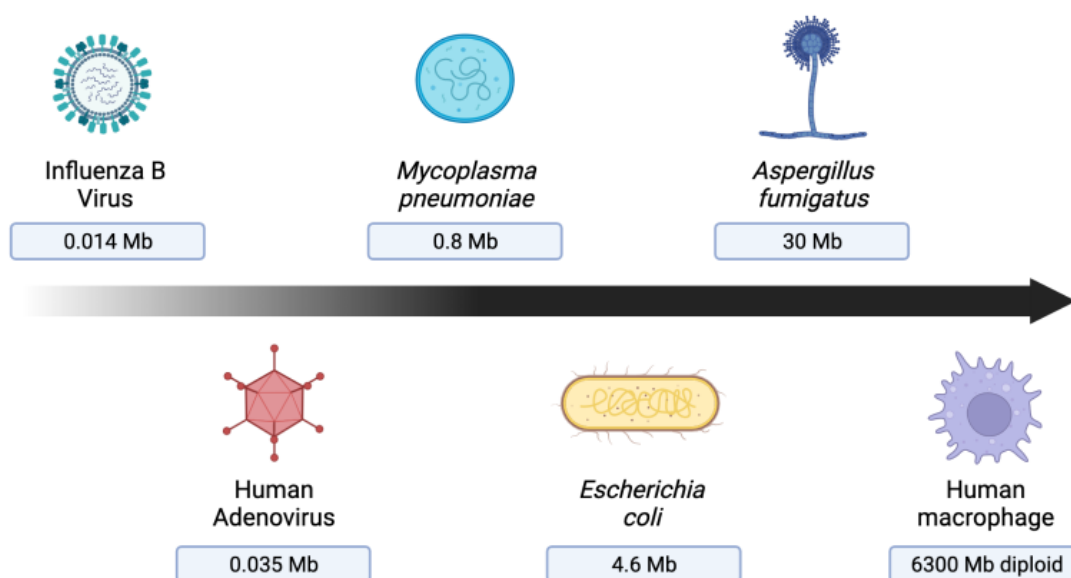 Influenza B
Virus
0.014 Mb
Mycoplasma
pneumoniae
0.8 Mb
Aspergillus
fumigatus
30 Mb
Human
Adenovirus
0.035 Mb
Escherichia
coli
4.6 Mb
Human
macrophage
6300 Mb diploid